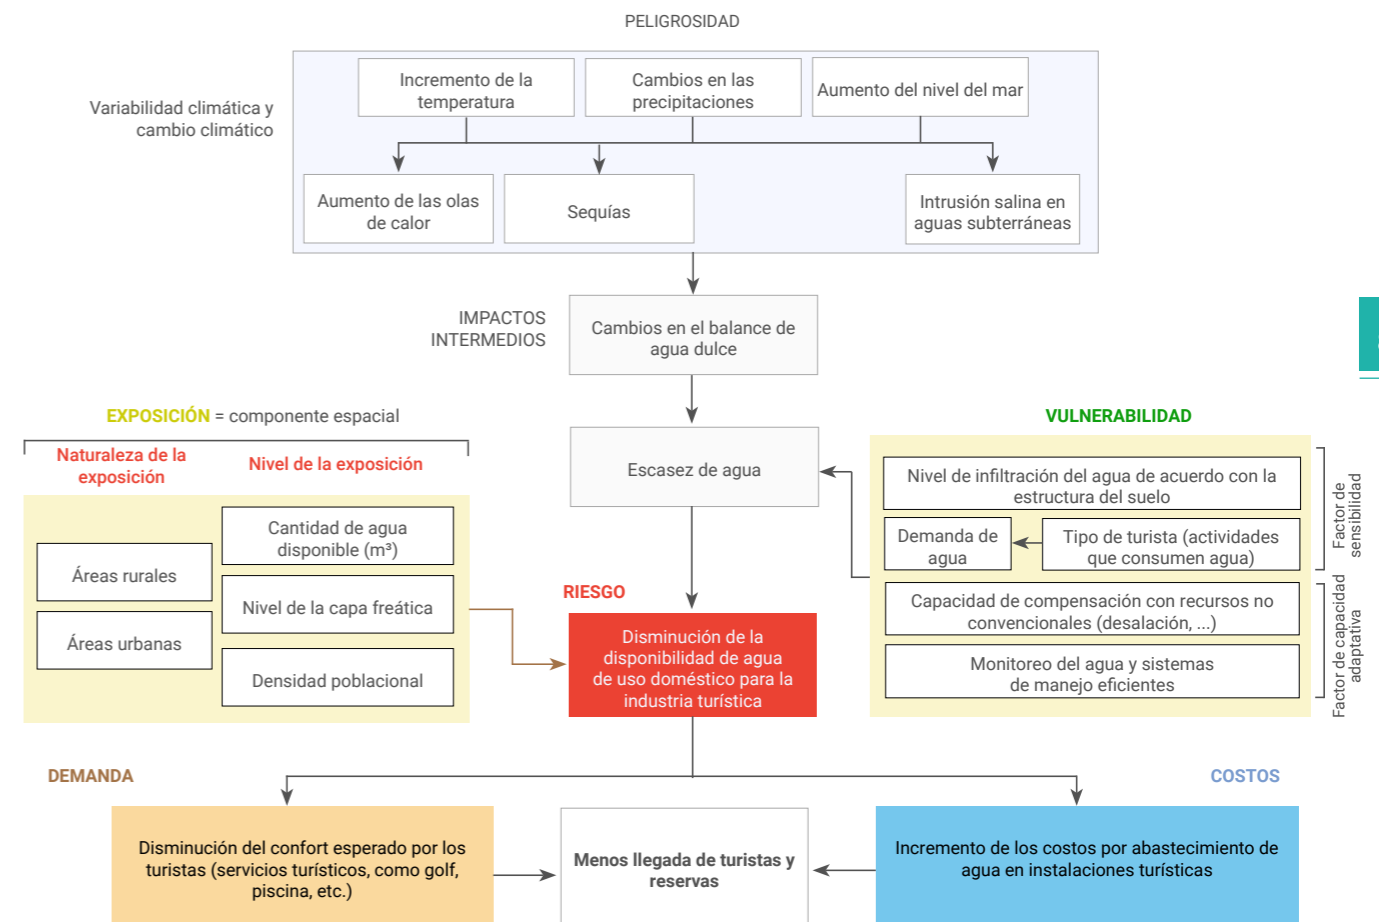 PELIGROSIDAD
Variabilidad climática y
cambio climático
Incremento de la
temperatura
Cambios en las
precipitaciones
Aumento del nivel del mar
Aumento de las olas
de calor
Sequías
Intrusión salina en
aguas subterráneas
IMPACTOS
INTERMEDIOS
Cambios en el balance de
agua dulce
EXPOSICIÓN = componente espacial
Naturaleza de la
exposición
Nivel de la exposición
Áreas rurales
Áreas urbanas
Cantidad de agua
disponible (m³)
Nivel de la capa freática
Densidad poblacional
Escasez de agua
RIESGO
Disminución de la
disponibilidad de agua
de uso doméstico para la
industria turística
VULNERABILIDAD
Nivel de infiltración del agua de acuerdo con la
estructura del suelo
Demanda de
agua
Tipo de turista (actividades
que consumen agua)
Factor de
sensibilidad
Capacidad de compensación con recursos no
convencionales (desalación, ...)
Monitoreo del agua y sistemas
de manejo eficientes
Factor de capacidad
adaptativa
DEMANDA
Disminución del confort esperado por los
turistas (servicios turísticos, como golf,
piscina, etc.)
Menos llegada de turistas y
reservas
COSTOS
Incremento de los costos por abastecimiento de
agua en instalaciones turísticas